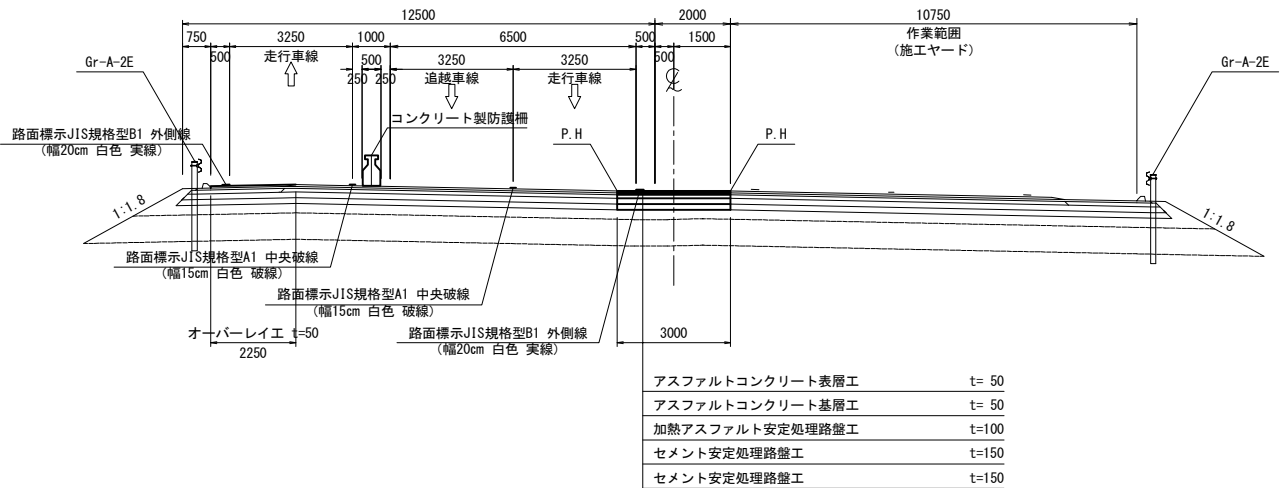 12500 2000 10750
750 3250 1000 6500 500 1500 作業範囲
(施工ヤード)
500 走行車線 500 3250 3250 500
250 250 追越車線 走行車線
Gr-A-2E Gr-A-2E
コンクリート製防護柵
路面標示JIS規格型B1 外側線 P.H P.H
(幅20cm 白色 実線)
1:1.8 1:1.8
路面標示JIS規格型A1 中央破線
(幅15cm 白色 破線)
路面標示JIS規格型A1 中央破線
(幅15cm 白色 破線)
オーバーレイエ t=50 路面標示JIS規格型B1 外側線 3000
2250 (幅20cm 白色 実線)
アスファルトコンクリート表層工 t= 50
アスファルトコンクリート基層工 t= 50
加熱アスファルト安定処理路盤工 t=100
セメント安定処理路盤工 t=150
セメント安定処理路盤工 t=150